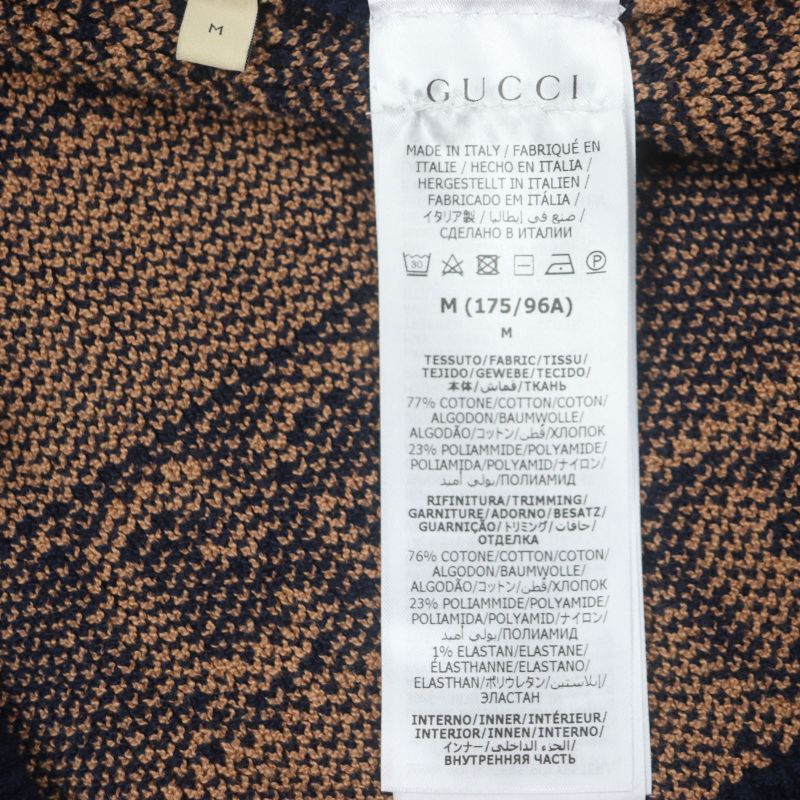 M
GUCCI
MADE IN ITALY / FABRIQUÉ EN
ITALIE / HECHO EN ITALIA /
HERGESTELLT IN ITALIEN /
FABRICADO EM ITÁLIA /
イタリア製 / صنع في إيطاليا /
СДЕЛАНО В ИТАЛИИ
30 P
M (175/96A)
M
TESSUTO/FABRIC/TISSU/
TEJIDO/GEWEBE/TECIDO/
本体/قماش/ТКАНЬ
77% COTONE/COTTON/COTON/
ALGODON/BAUMWOLLE/
ALGODÃO/コットン/قطن/ХЛОПОК
23% POLIAMMIDE/POLYAMIDE/
POLIAMIDA/POLYAMID/ナイロン/
بولي أميد/ПОЛИАМИД
RIFINITURA/TRIMMING/
GARNITURE/ADORNO/BESATZ/
GUARNIÇÃO/トリミング/حافات/
ОТДЕЛКА
76% COTONE/COTTON/COTON/
ALGODON/BAUMWOLLE/
ALGODÃO/コットン/قطن/ХЛОПОК
23% POLIAMMIDE/POLYAMIDE/
POLIAMIDA/POLYAMID/ナイロン/
بولي أميد/ПОЛИАМИД
1% ELASTAN/ELASTANE/
ÉLASTHANNE/ELASTANO/
ELASTHAN/ポリウレタン/إيلاستين/
ЭЛАСТАН
INTERNO/INNER/INTÉRIEUR/
INTERIOR/INNEN/INTERNO/
インナー/الجزء الداخلي/
ВНУТРЕННЯЯ ЧАСТЬ